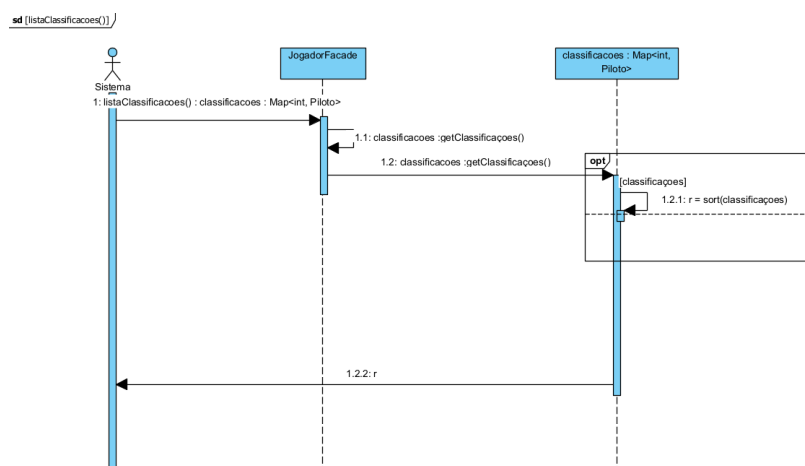 sd [listaClassificacoes()]
JogadorFacade
classificacoes : Map<int,
Piloto>
Sistema
1: listaClassificacoes() : classificacoes : Map<int, Piloto>
1.1: classificacoes :getClassificaçoes()
1.2: classificacoes :getClassificaçoes()
opt
[classificaçoes]
1.2.1: r = sort(classificaçoes)
1.2.2: r